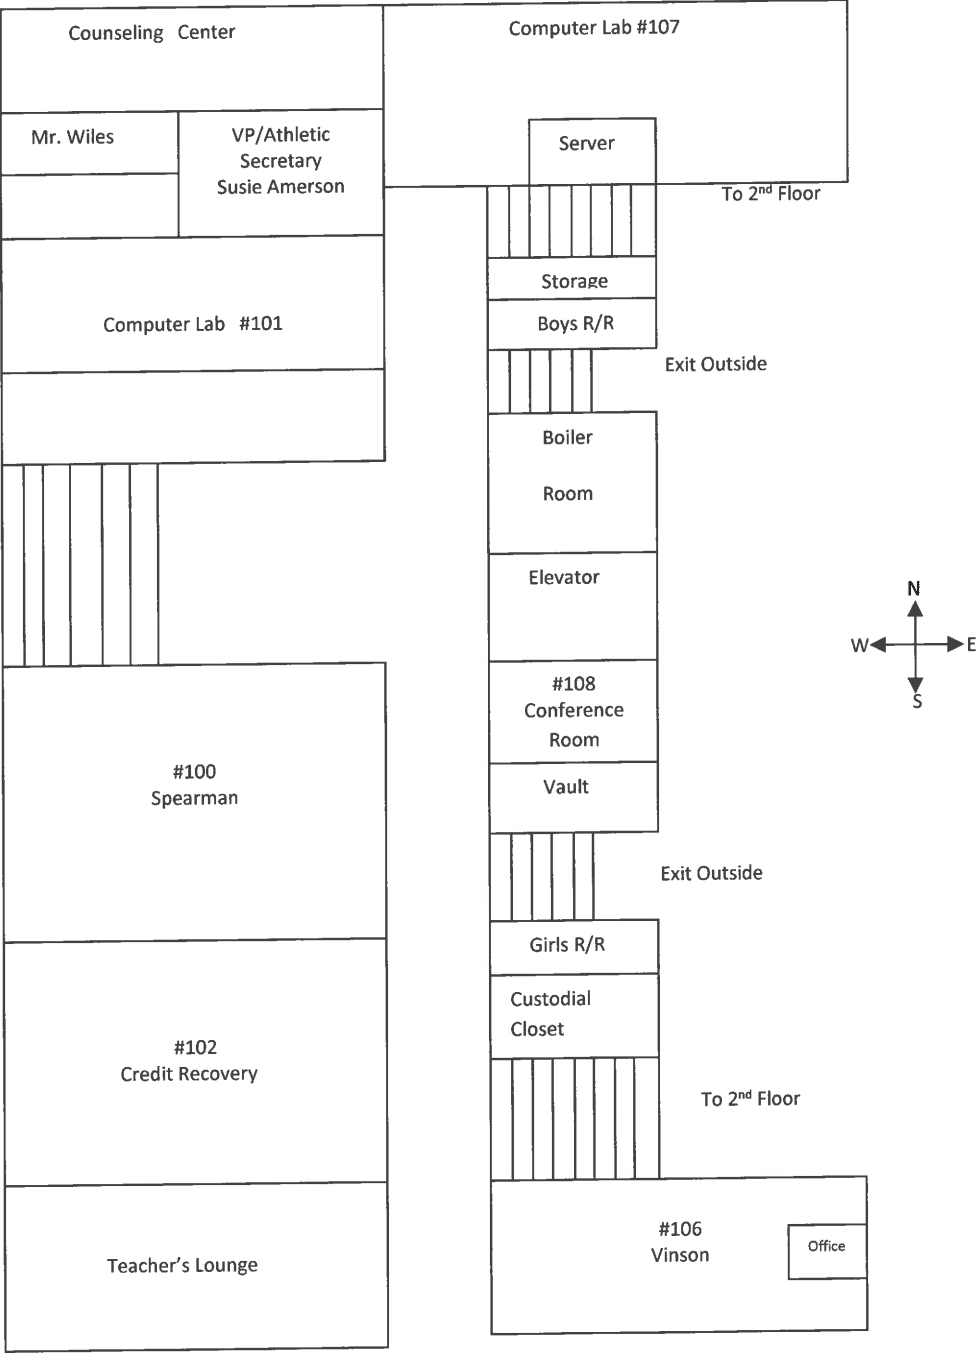 Counseling Center
Computer Lab #107
Mr. Wiles
VP/Athletic
Secretary
Susie Amerson
Server
To 2nd Floor
Storage
Computer Lab #101
Boys R/R
Exit Outside
Boiler
Room
Elevator
N
W
E
S
#108
Conference
Room
#100
Spearman
Vault
Exit Outside
Girls R/R
Custodial
Closet
#102
Credit Recovery
To 2nd Floor
#106
Vinson
Office
Teacher's Lounge